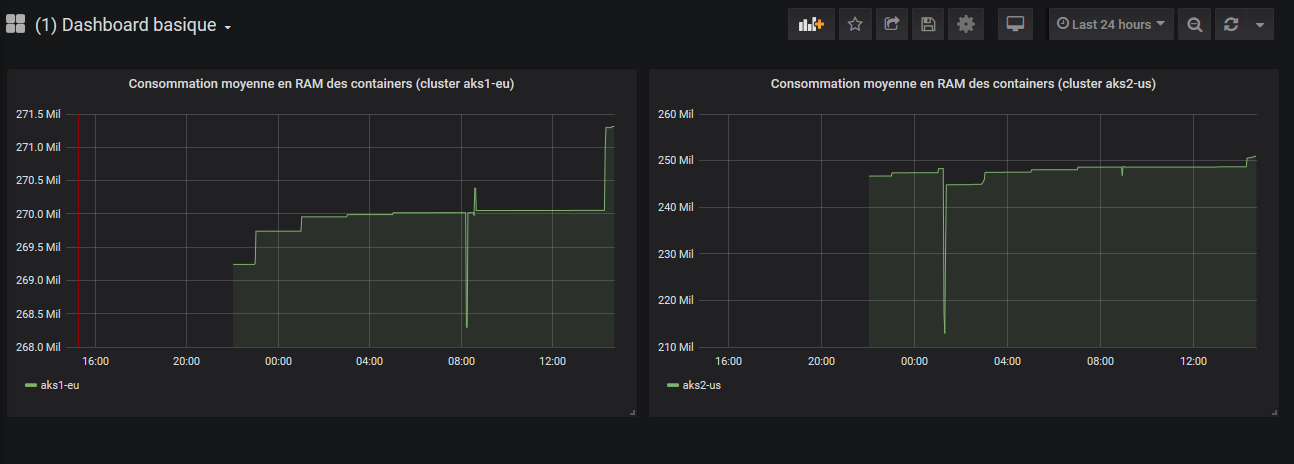 (1) Dashboard basique
Last 24 hours
Consommation moyenne en RAM des containers (cluster aks1-eu)
271.5 Mil
271.0 Mil
270.5 Mil
270.0 Mil
269.5 Mil
269.0 Mil
268.5 Mil
268.0 Mil
16:00 20:00 00:00 04:00 08:00 12:00
aks1-eu
Consommation moyenne en RAM des containers (cluster aks2-us)
260 Mil
250 Mil
240 Mil
230 Mil
220 Mil
210 Mil
16:00 20:00 00:00 04:00 08:00 12:00
aks2-us